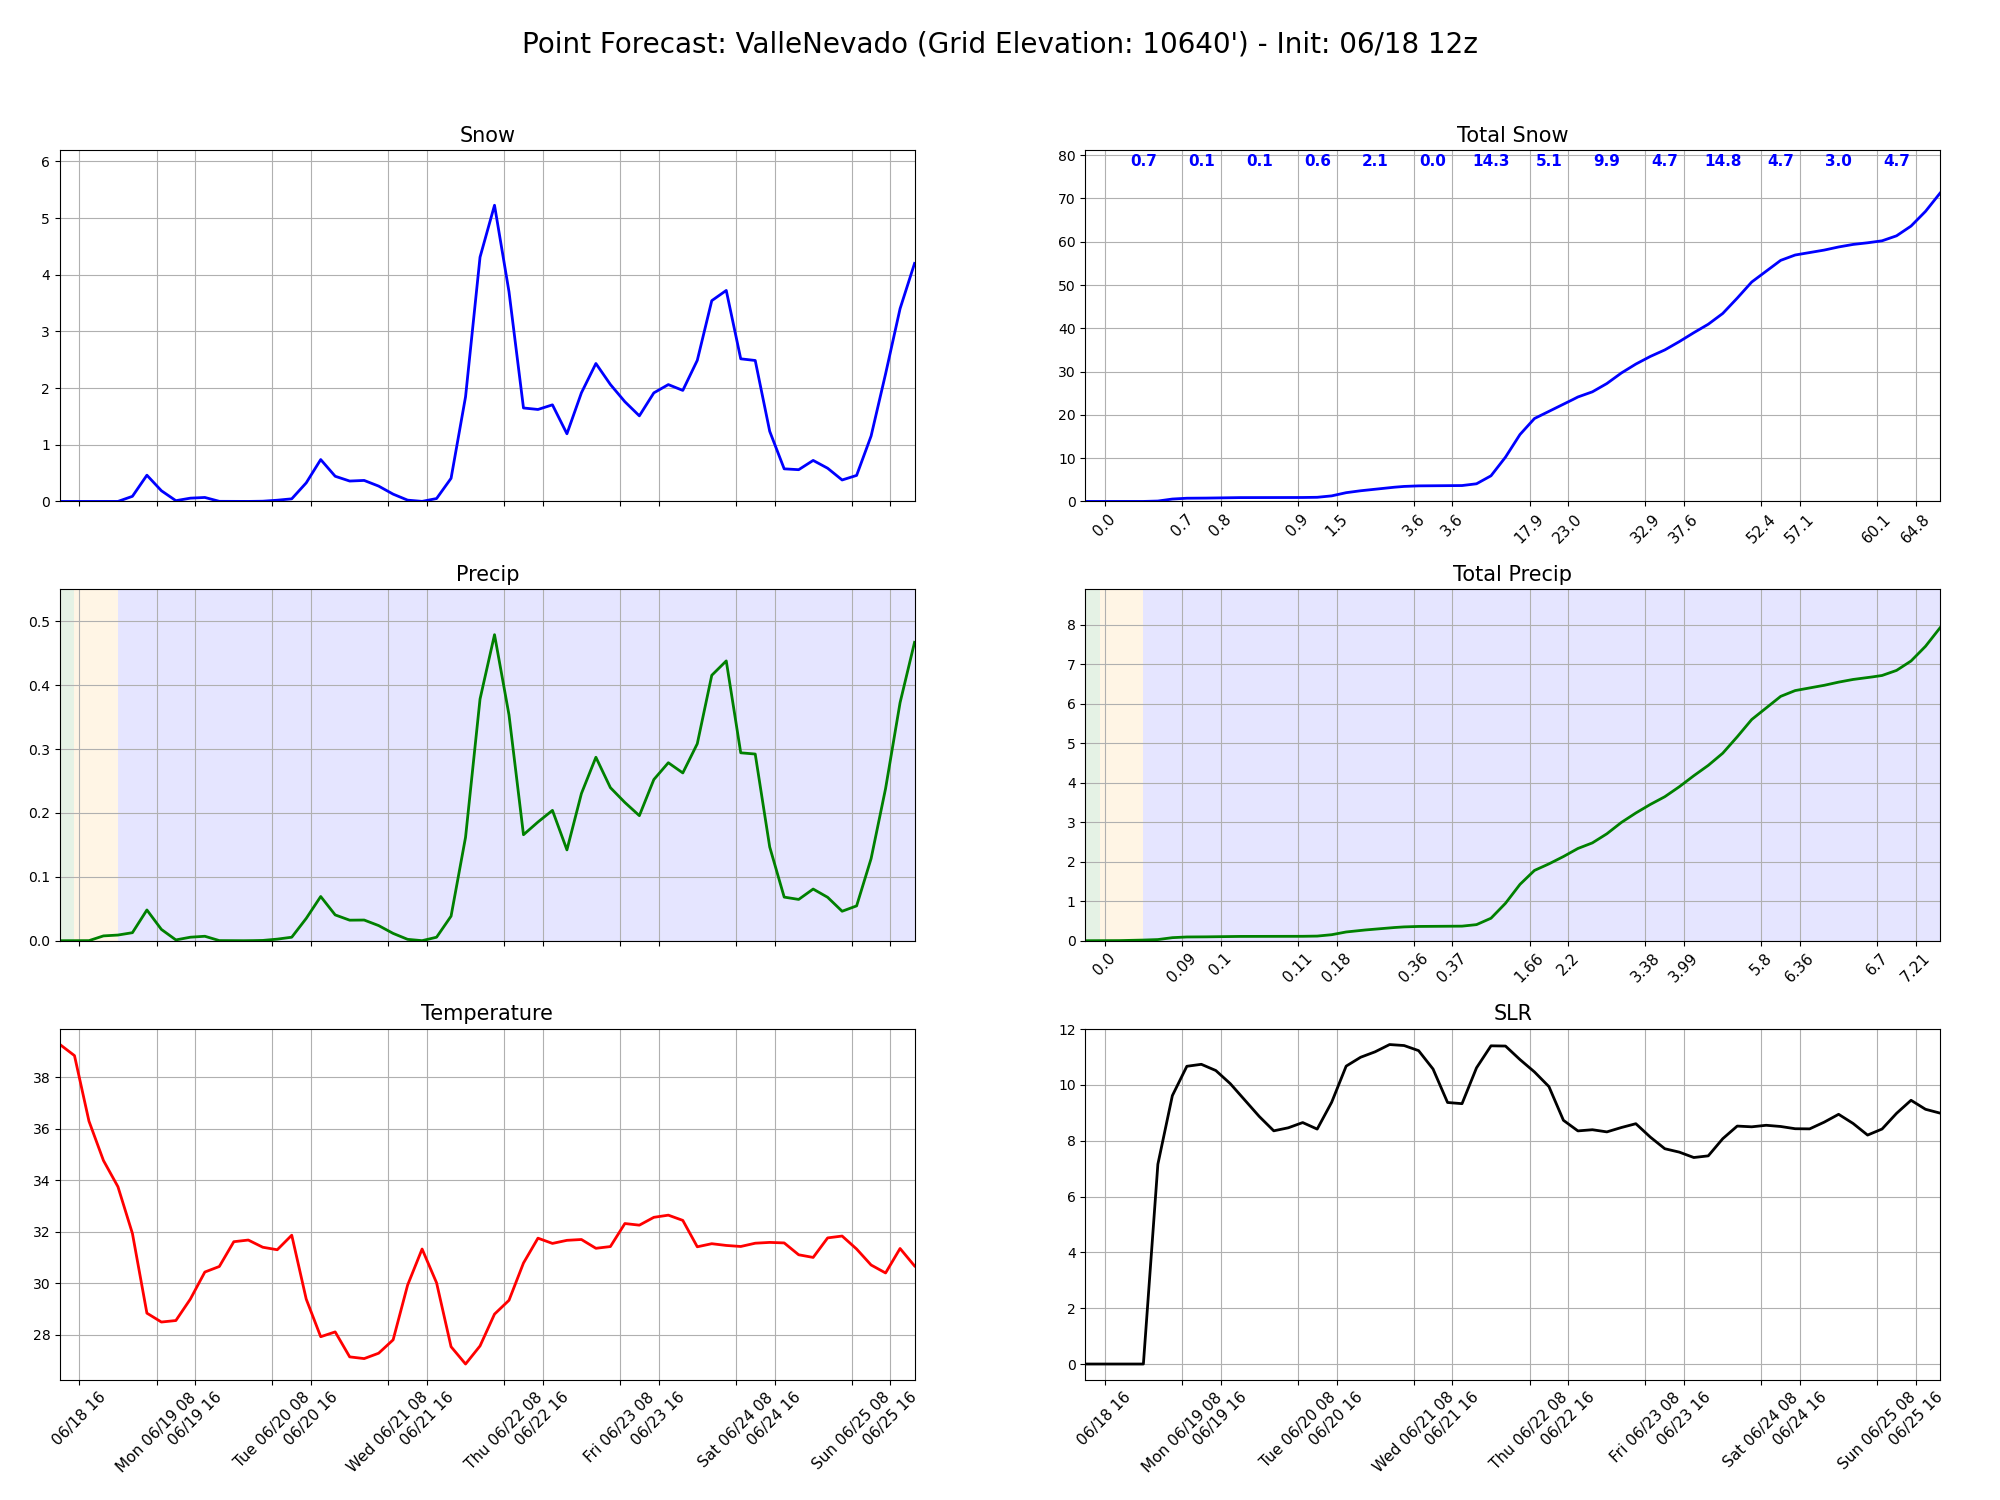 Point Forecast: ValleNevado (Grid Elevation: 10640') - Init: 06/18 12z
Snow
6
5
4
3
2
1
0
Total Snow
80
70
60
50
40
30
20
10
0
0.7 0.1 0.1 0.6 2.1 0.0 14.3 5.1 9.9 4.7 14.8 4.7 3.0 4.7
0.0 0.7 0.8 0.9 1.5 3.6 3.6 17.9 23.0 32.9 37.6 52.4 57.1 60.1 64.8
Precip
0.5
0.4
0.3
0.2
0.1
0.0
Total Precip
8
7
6
5
4
3
2
1
0
0.0 0.09 0.1 0.11 0.18 0.36 0.37 1.66 2.2 3.38 3.99 5.8 6.36 6.7 7.21
Temperature
38
36
34
32
30
28
06/18 16
Mon 06/19 08
06/19 16
Tue 06/20 08
06/20 16
Wed 06/21 08
06/21 16
Thu 06/22 08
06/22 16
Fri 06/23 08
06/23 16
Sat 06/24 08
06/24 16
Sun 06/25 08
06/25 16
SLR
12
10
8
6
4
2
0
06/18 16
Mon 06/19 08
06/19 16
Tue 06/20 08
06/20 16
Wed 06/21 08
06/21 16
Thu 06/22 08
06/22 16
Fri 06/23 08
06/23 16
Sat 06/24 08
06/24 16
Sun 06/25 08
06/25 16